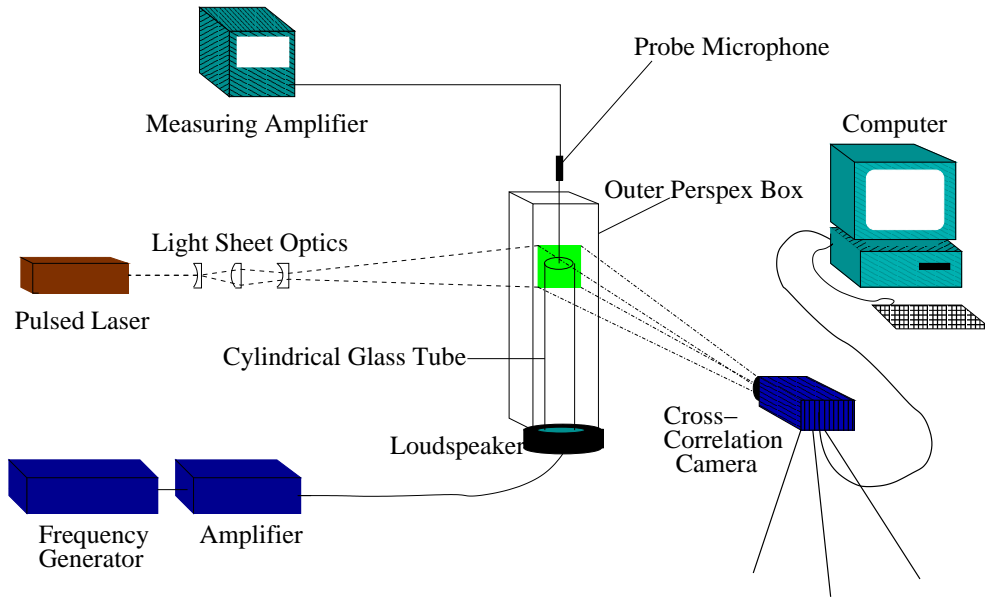 Probe Microphone
Measuring Amplifier
Computer
Outer Perspex Box
Light Sheet Optics
Pulsed Laser
Cylindrical Glass Tube
Cross−
Correlation
Camera
Loudspeaker
Frequency
Generator
Amplifier